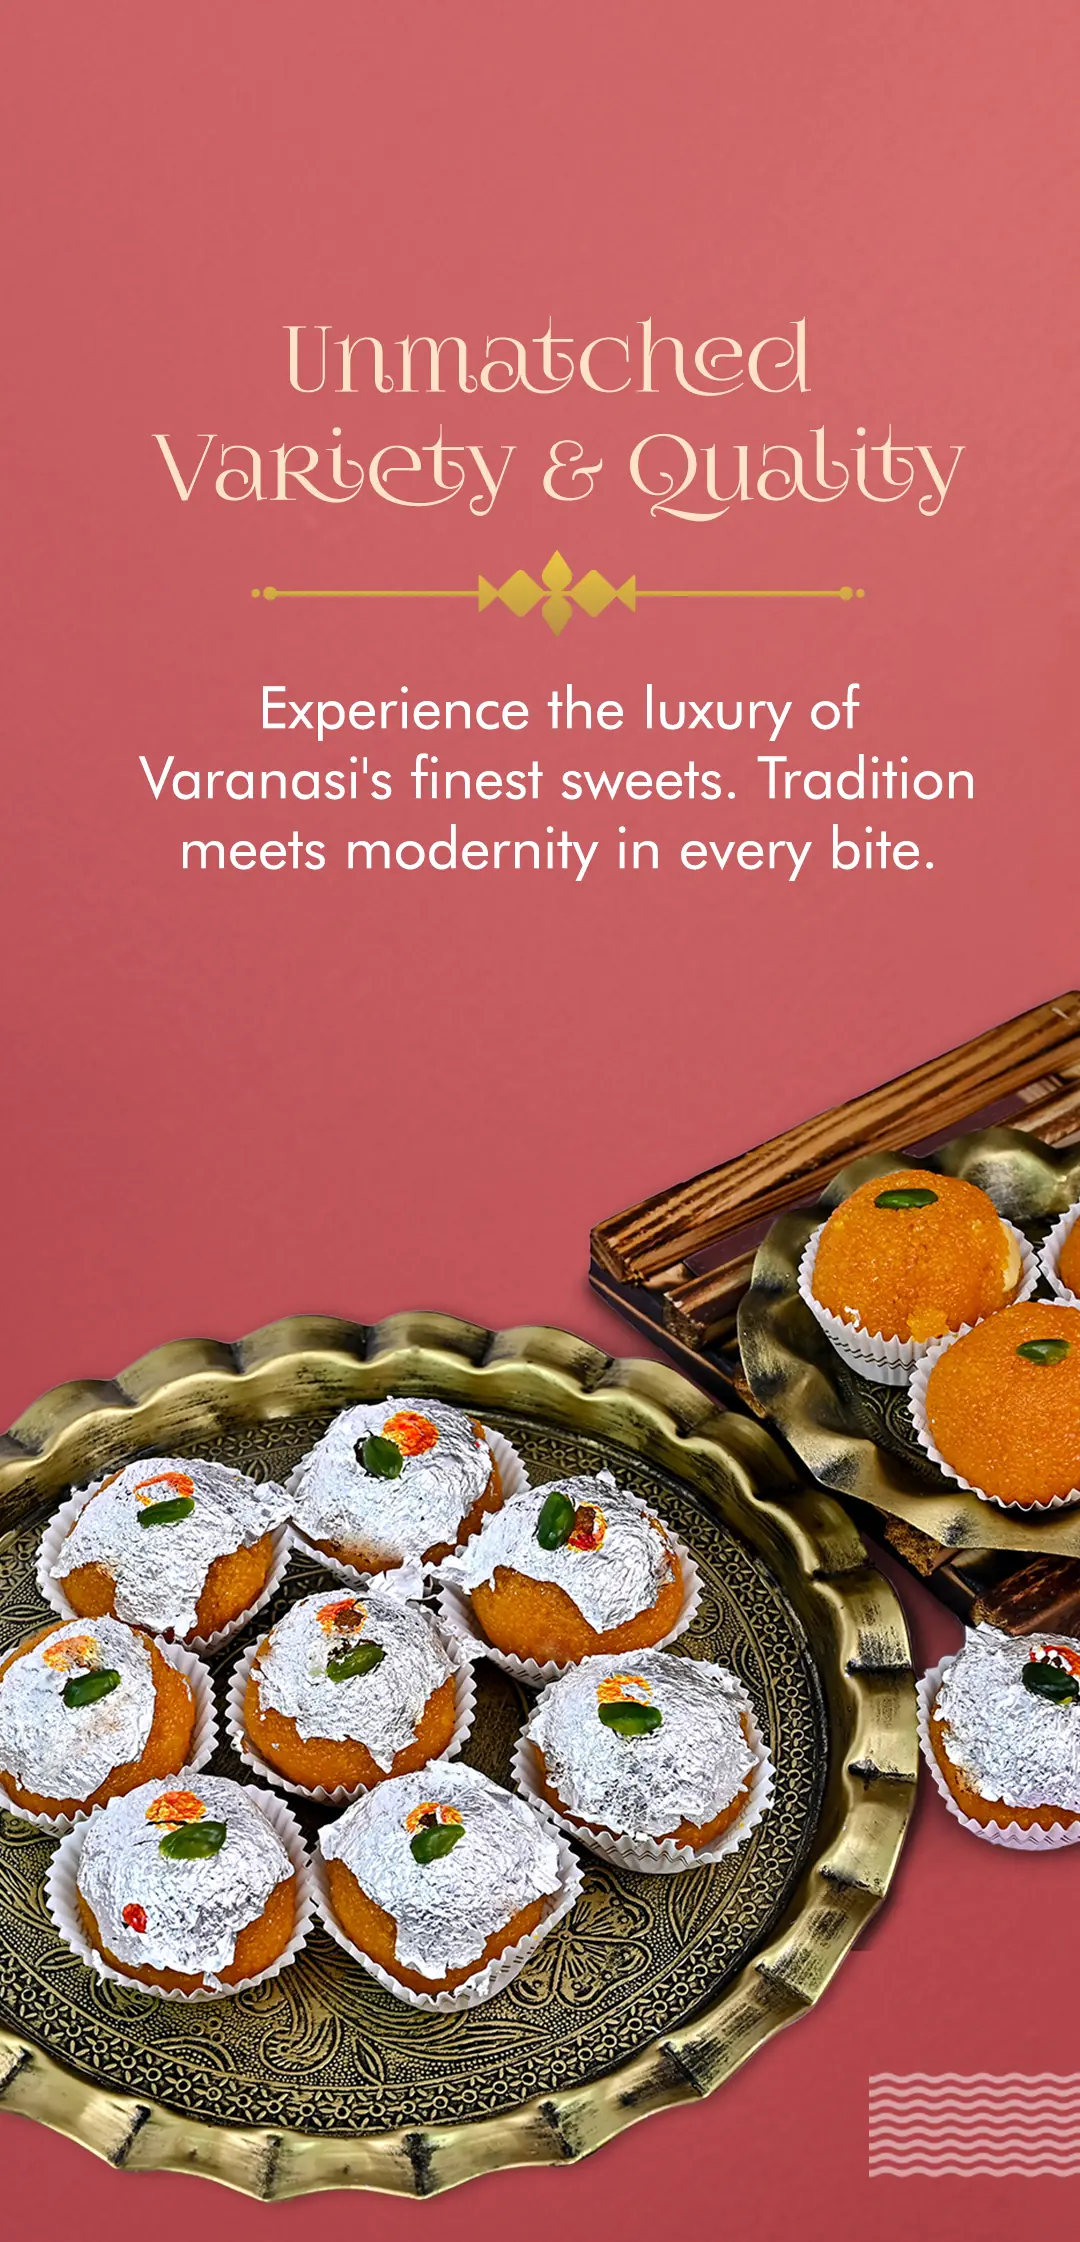 Unmatched
Variety & Quality
Experience the luxury of
Varanasi's finest sweets. Tradition
meets modernity in every bite.